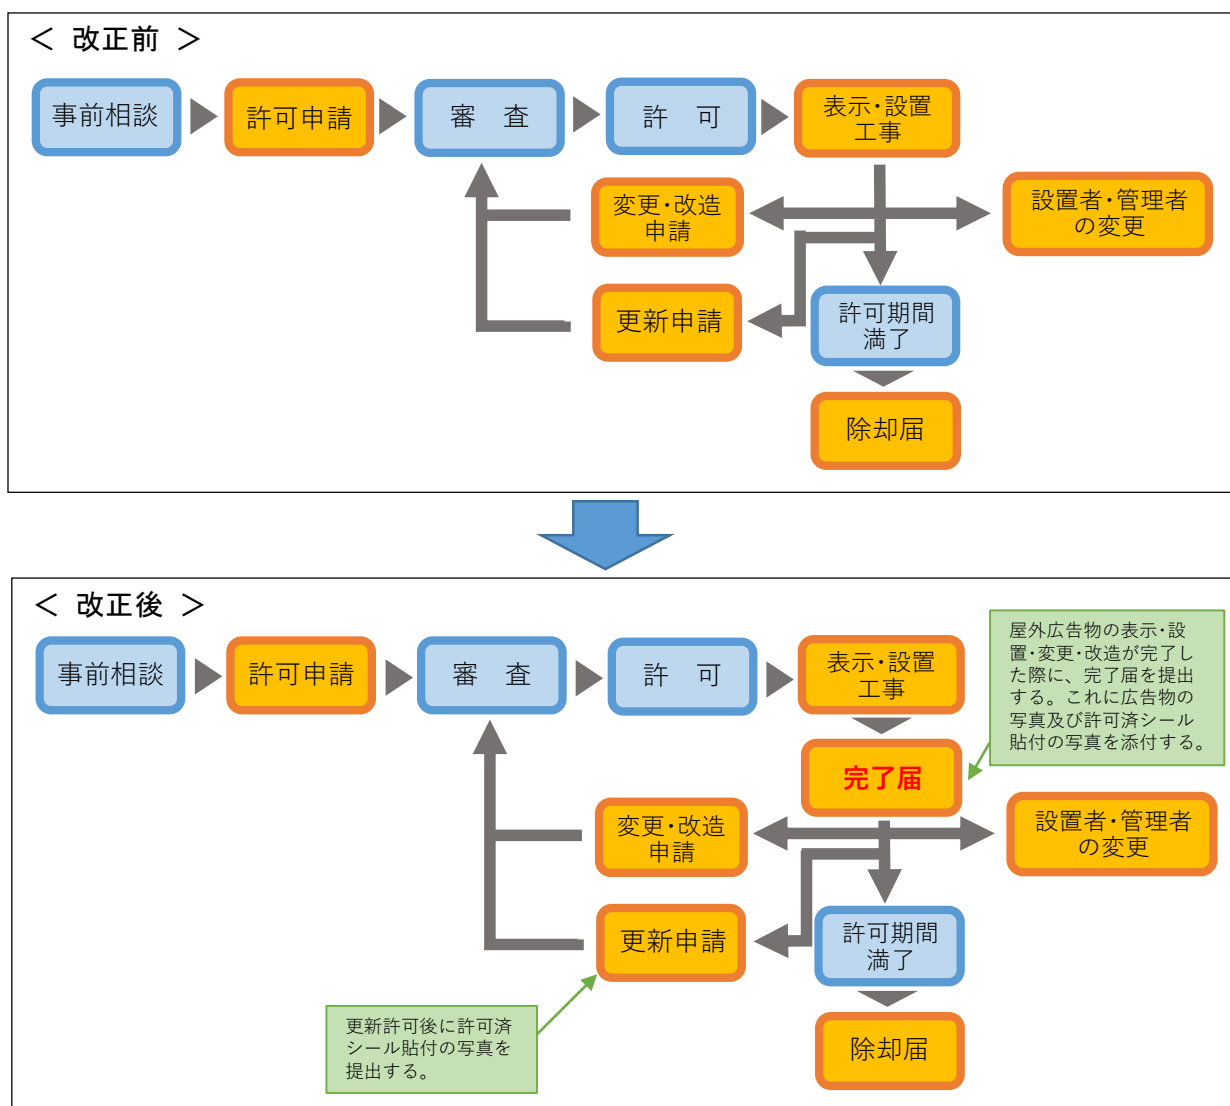 ＜ 改正前 ＞
事前相談
許可申請
審　査
許　可
表示・設置
工事
変更・改造
申請
設置者・管理者
の変更
更新申請
許可期間
満了
除却届
＜ 改正後 ＞
事前相談
許可申請
審　査
許　可
表示・設置
工事
屋外広告物の表示・設
置・変更・改造が完了し
た際に、完了届を提出
する。これに広告物の
写真及び許可済シール
貼付の写真を添付する。
完了届
変更・改造
申請
設置者・管理者
の変更
更新申請
許可期間
満了
更新許可後に許可済
シール貼付の写真を
提出する。
除却届